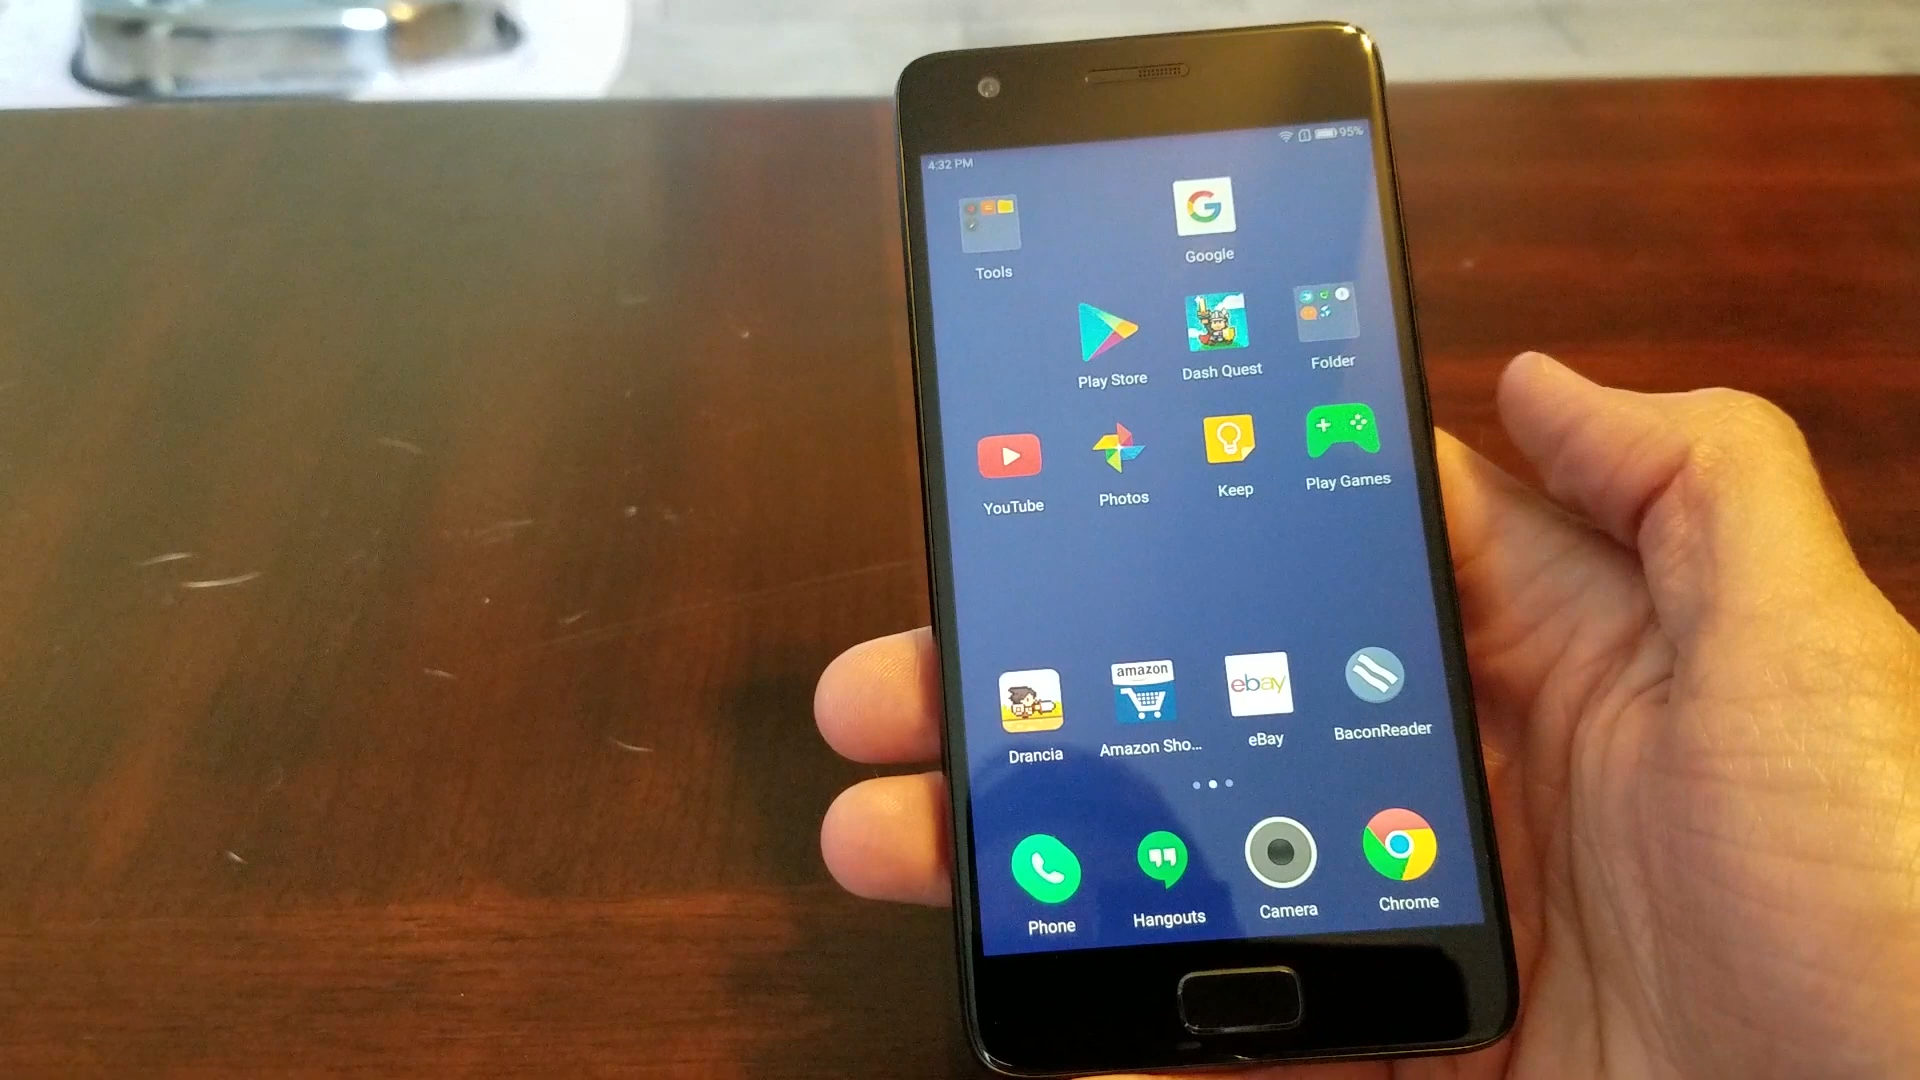 4:32 PM
95%
Tools
G
Google
Play Store
Dash Quest
Folder
YouTube
Photos
Keep
Play Games
amazon
ebay
Drancia
Amazon Sho...
eBay
BaconReader
Phone
Hangouts
Camera
Chrome